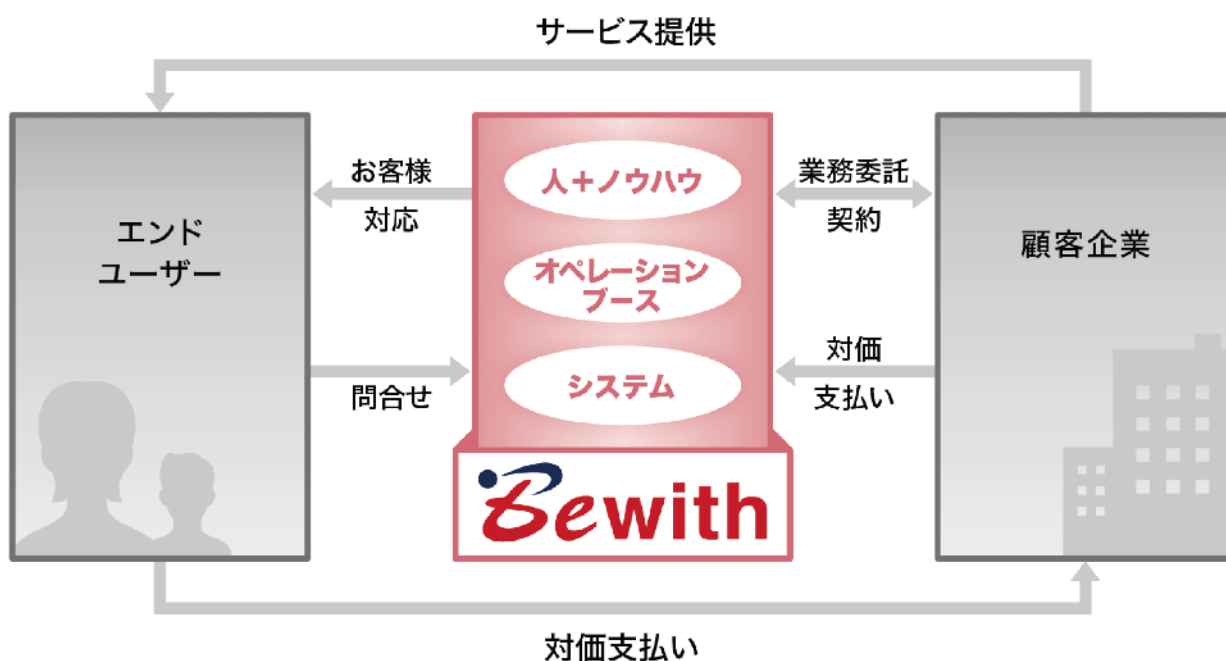 サービス提供
エンド
ユーザー
お客様
対応
問合せ
人+ノウハウ
オペレーション
ブース
システム
Bewith
業務委託
契約
対価
支払い
顧客企業
対価支払い